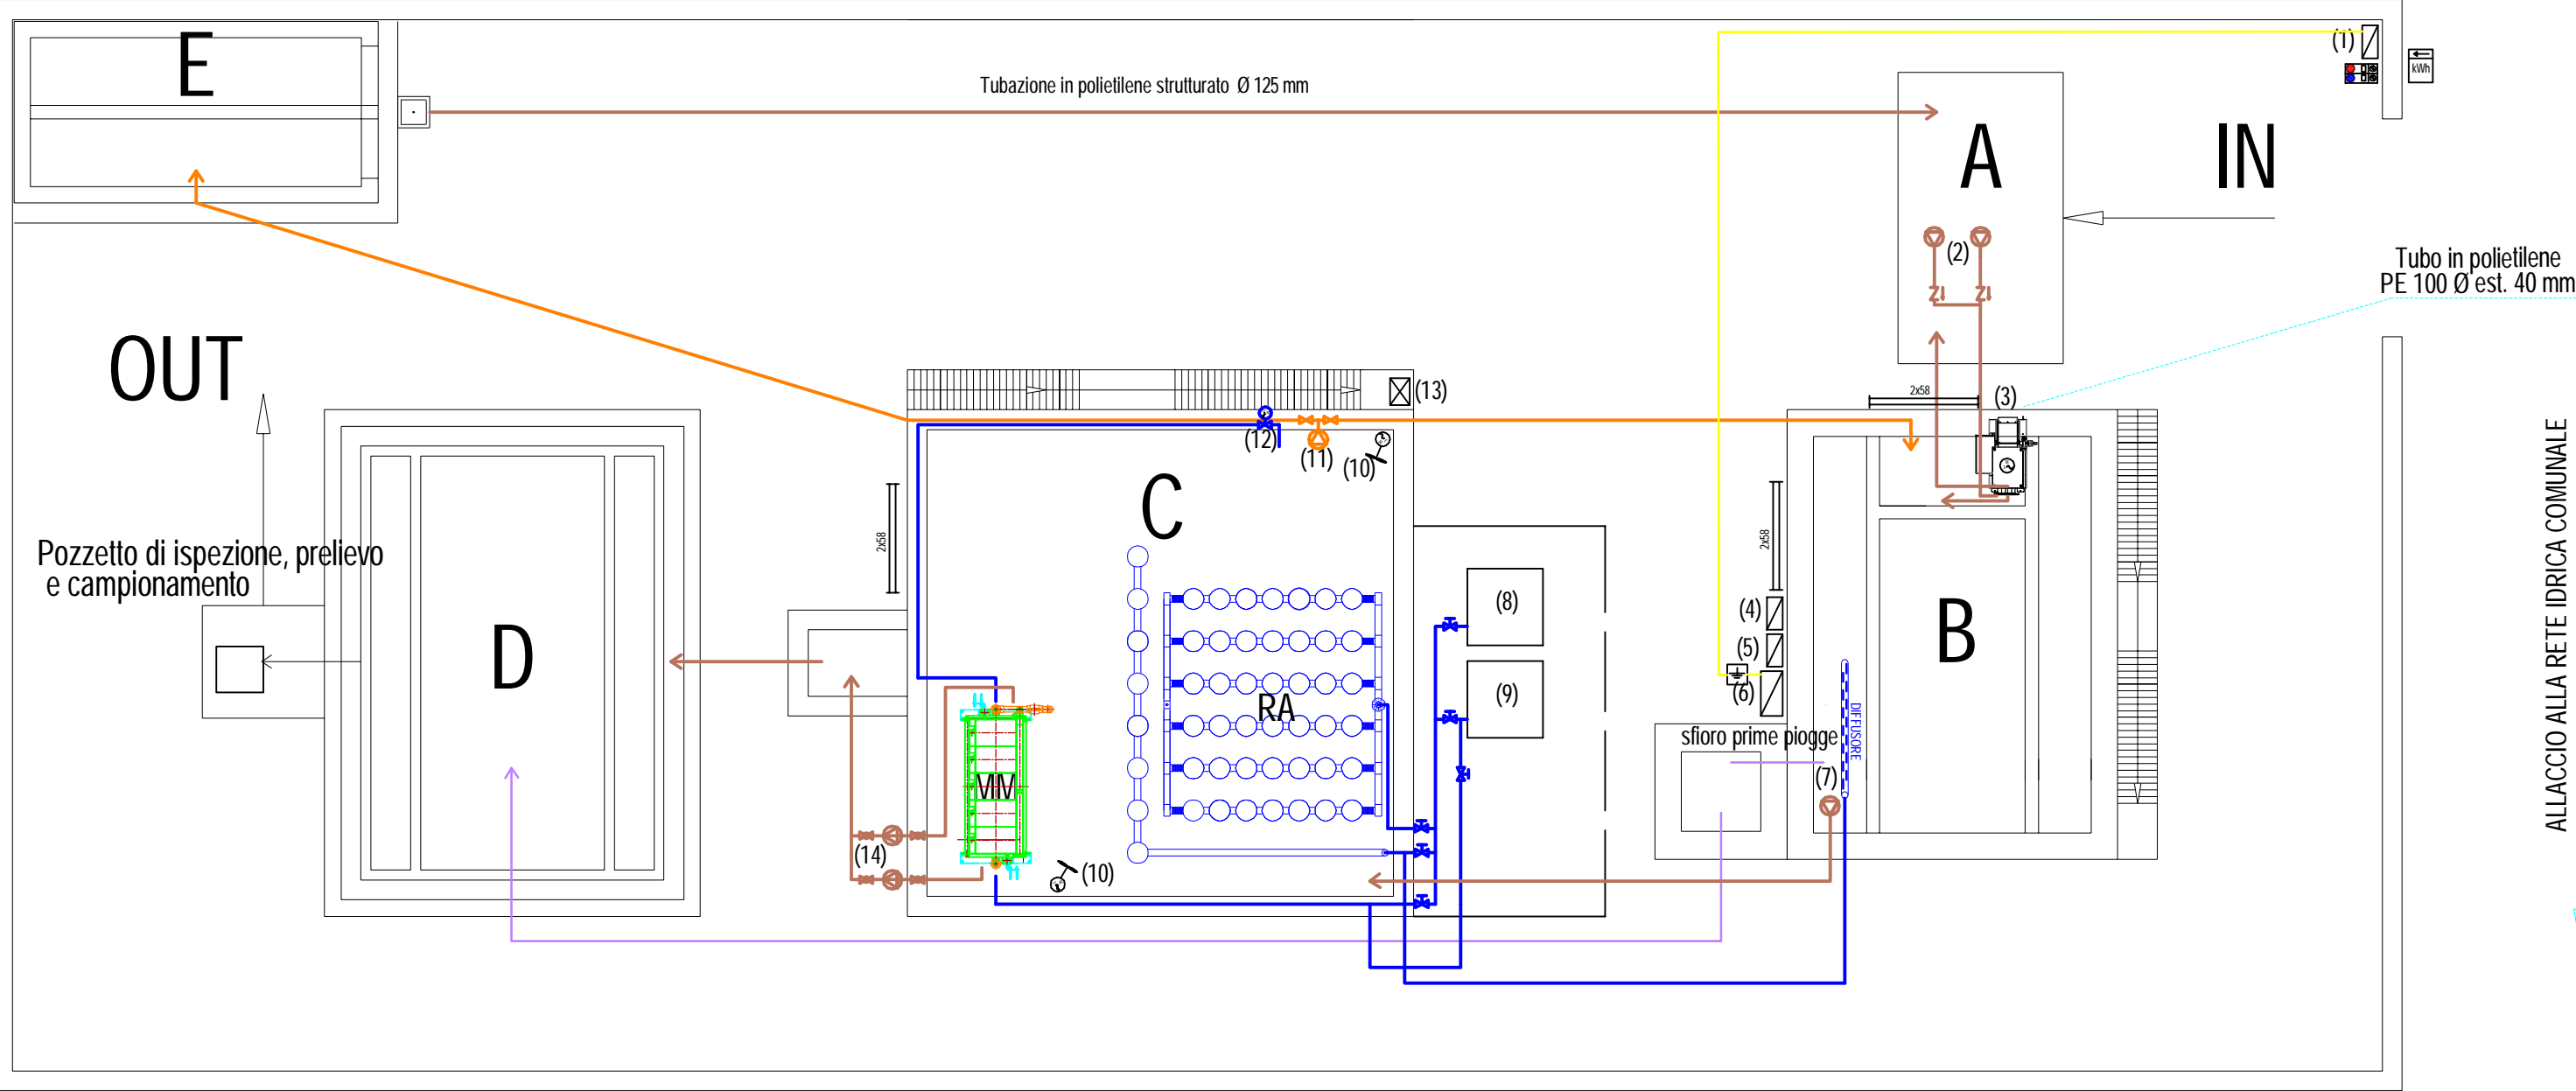 E
(1)
kWh
Tubazione in polietilene strutturato Ø 125 mm
A
IN
(2)
Tubo in polietilene
PE 100 Ø est. 40 mm
OUT
(13)
2x58
(3)
(12)
(11)
(10)
C
Pozzetto di ispezione, prelievo
e campionamento
2x58
2x58
D
(8)
(4)
B
(5)
(9)
(6)
RA
DIFFUSORE
sfioro prime piogge
(7)
(14)
(10)
ALLACCIO ALLA RETE IDRICA COMUNALE